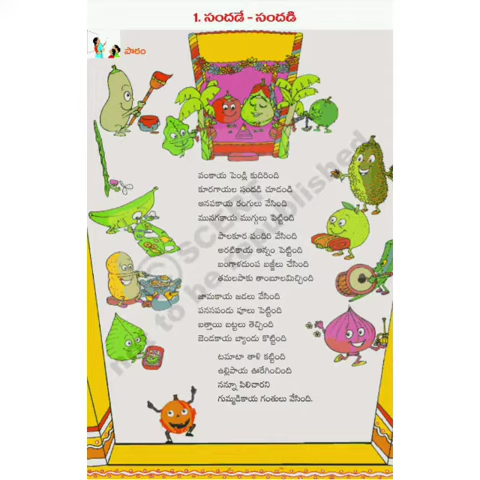 1. సందడే - సందడి
పాఠం
వంకాయ పెండ్లి కుదిరింది
కూరగాయల సందడి చూడండి
ఆనపకాయ రంగులు వేసింది
మునగకాయ ముగ్గులు పెట్టింది
పాలకూర పందిరి వేసింది
అరటికాయ అన్నం పెట్టింది
బంగాళదుంప బజ్జీలు చేసింది
తమలపాకు తాంబూలమిచ్చింది
జామకాయ జడలు వేసింది
పనసపండు పూలు పెట్టింది
బత్తాయి బట్టలు తెచ్చింది
బెండకాయ బ్యాండు కొట్టింది
టమాటా తాళి కట్టింది
ఉల్లిపాయ ఊరేగించింది
నన్నూ పిలిచారని
గుమ్మడికాయ గంతులు వేసింది.